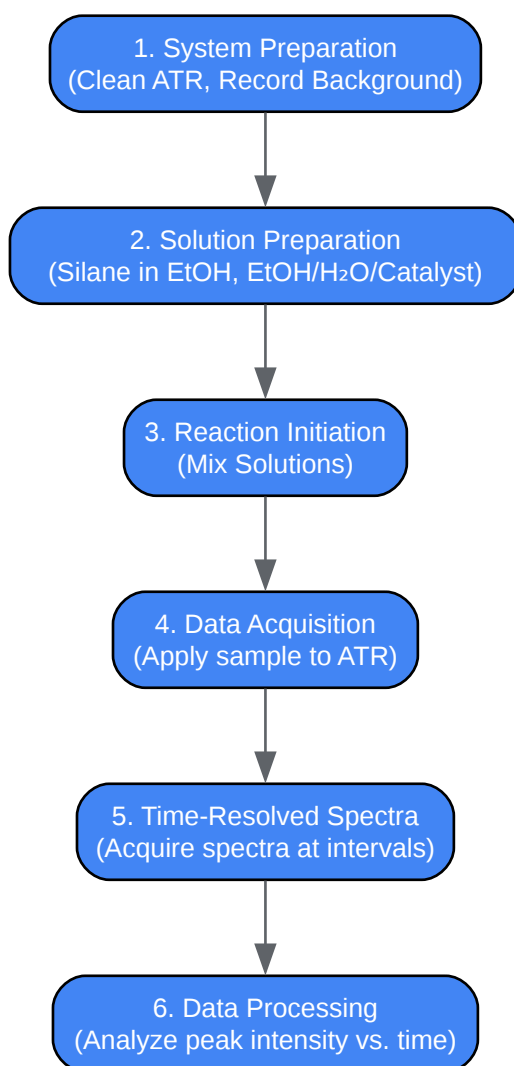 1. System Preparation
(Clean ATR, Record Background)
2. Solution Preparation
(Silane in EtOH, EtOH/H₂O/Catalyst)
3. Reaction Initiation
(Mix Solutions)
4. Data Acquisition
(Apply sample to ATR)
5. Time-Resolved Spectra
(Acquire spectra at intervals)
6. Data Processing
(Analyze peak intensity vs. time)